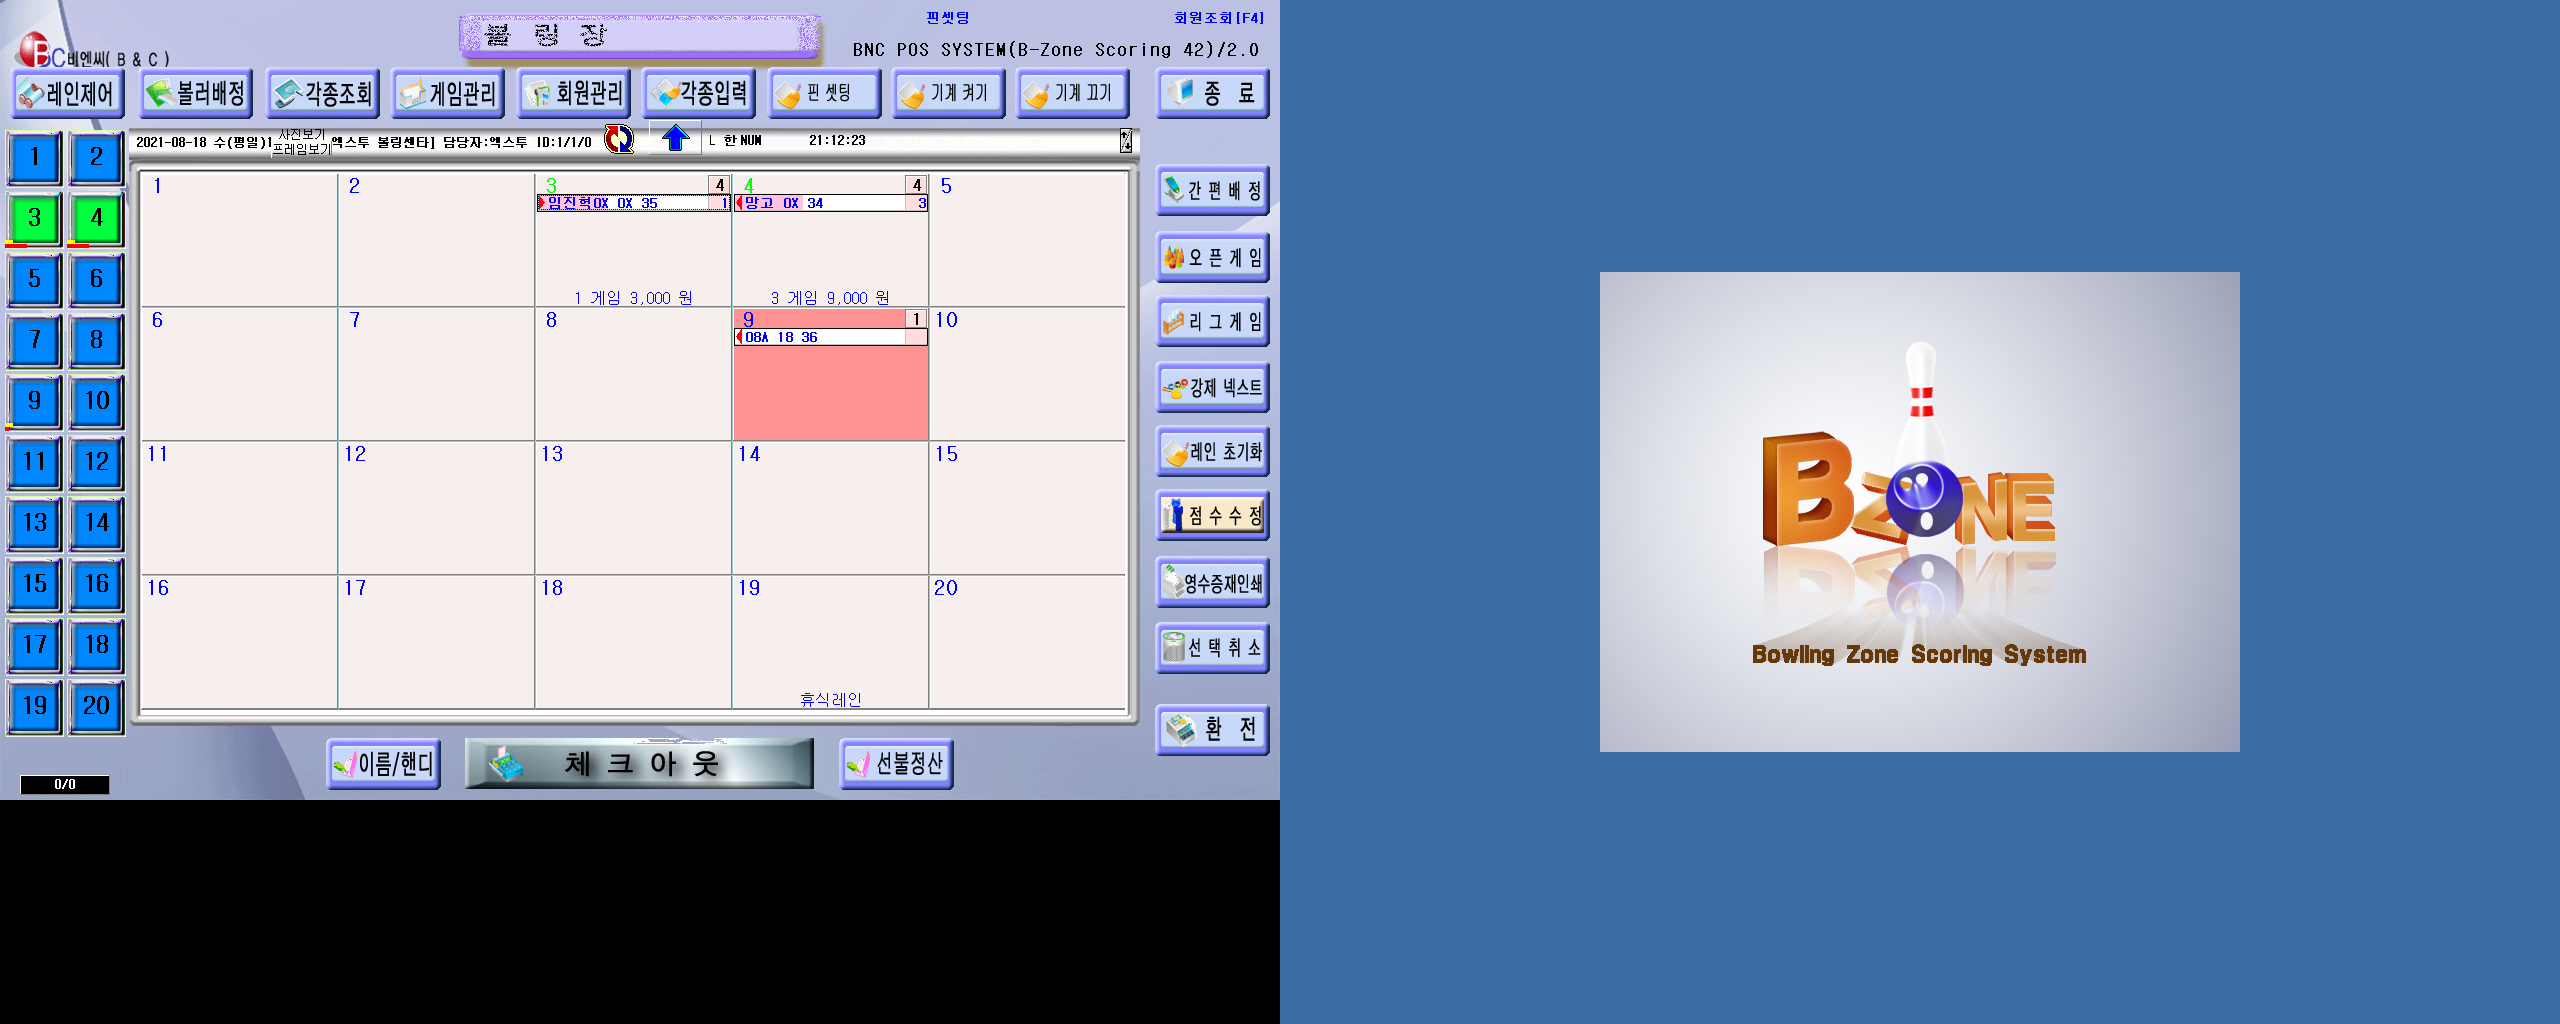 핀셋팅
회원조회[F4]
볼 링 장
BNC POS SYSTEM(B-Zone Scoring 42)/2.0
BC비엔씨( B & C )
레인제어
볼러배정
각종조회
게임관리
회원관리
각종입력
핀 셋팅
기계 켜기
기계 끄기
종 료
2021-08-18 수(평일)1
사진보기
프레임보기
엑스투 볼링센타] 담당자:엑스투 ID:1/1/0
L 한 NUM
21:12:23
1 2
3 4
5 6
7 8
9 10
11 12
13 14
15 16
17 18
19 20
1 2 3 4 4 4 5
임진혁0X 0X 35 1
망고 0X 34 3
1 게임 3,000 원
3 게임 9,000 원
6 7 8 9 1 10
08A 18 36
11 12 13 14 15
16 17 18 19 20
휴식레인
간 편 배 정
오 픈 게 임
리 그 게 임
강제 넥스트
레인 초기화
점 수 수 정
영수증재인쇄
선 택 취 소
환 전
이름/핸디
체 크 아 웃
선불정산
0/0
BZONE
Bowling Zone Scoring System